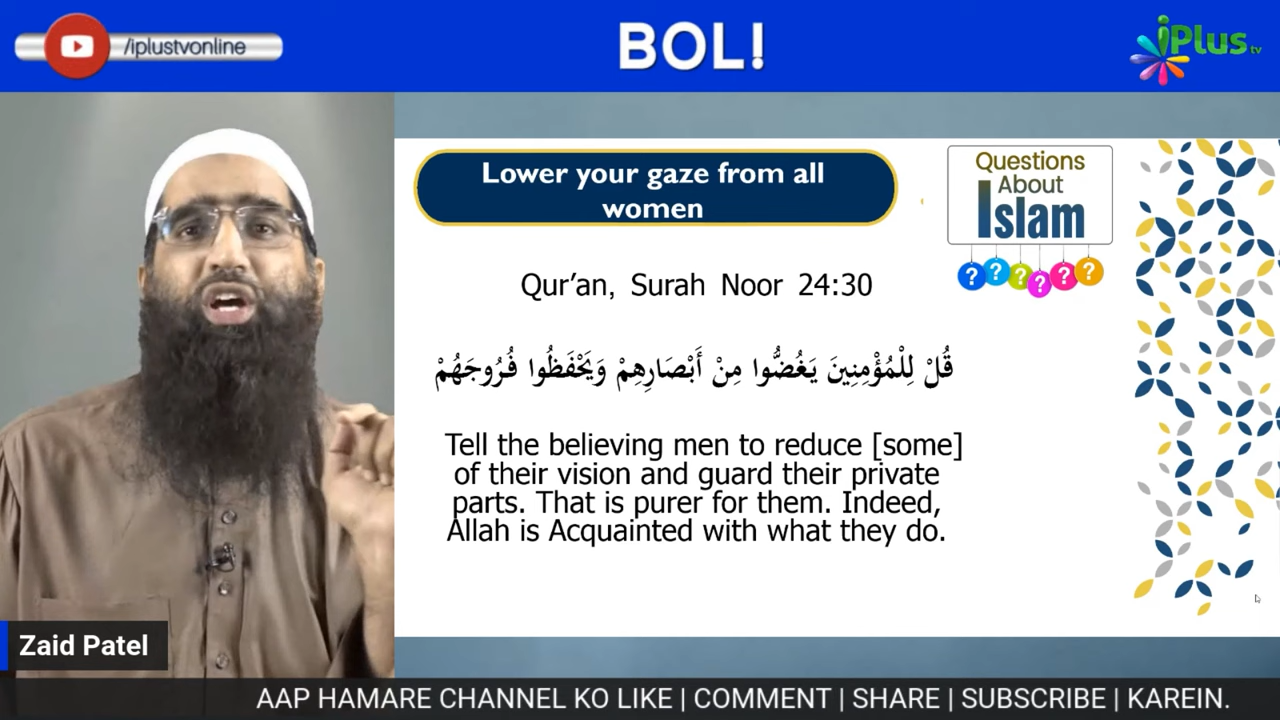 /iplustvonline
BOL!
iPlus tv
Lower your gaze from all
women
Questions
About
Islam
Qur’an, Surah Noor 24:30
قُلْ لِلْمُؤْمِنِينَ يَغُضُّوا مِنْ أَبْصَارِهِمْ وَيَحْفَظُوا فُرُوجَهُمْ
Tell the believing men to reduce [some]
of their vision and guard their private
parts. That is purer for them. Indeed,
Allah is Acquainted with what they do.
? ? ? ? ? ?
Zaid Patel
AAP HAMARE CHANNEL KO LIKE | COMMENT | SHARE | SUBSCRIBE | KAREIN.